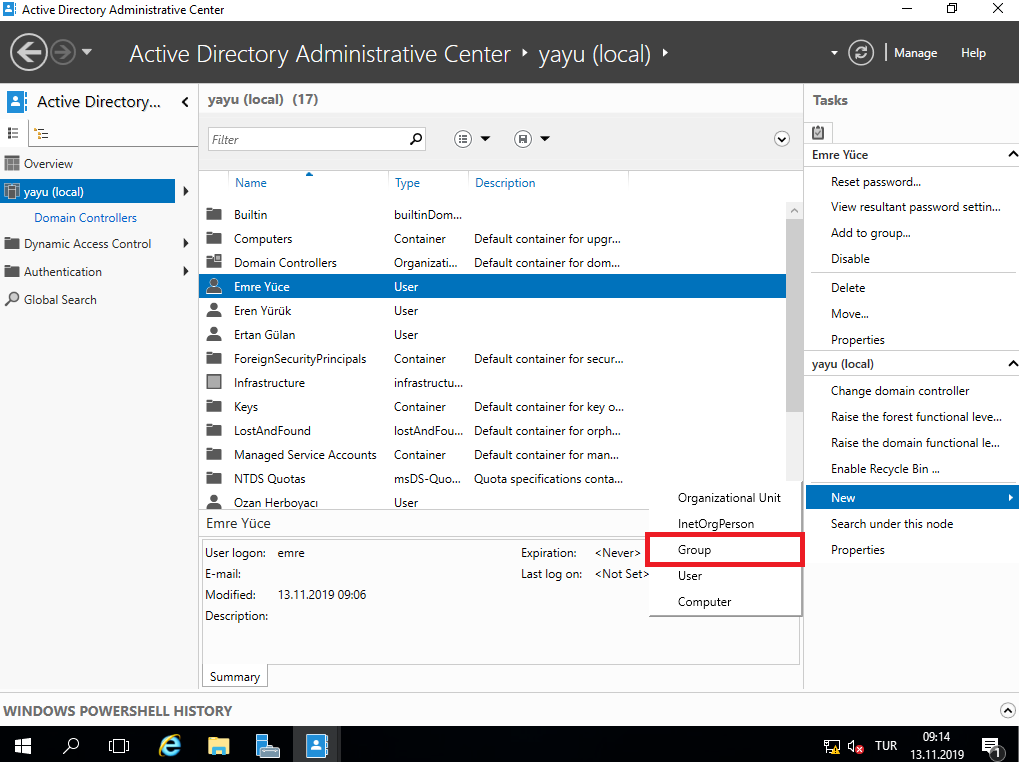 Active Directory Administrative Center
Active Directory Administrative Center ‣ yayu (local) ‣
Manage
Help
Active Directory...
Overview
yayu (local)
Domain Controllers
Dynamic Access Control
Authentication
Global Search
yayu (local) (17)
Filter
Name Type Description
Builtin builtinDom...
Computers Container Default container for upgr...
Domain Controllers Organizati... Default container for dom...
Emre Yüce User
Eren Yürük User
Ertan Gülan User
ForeignSecurityPrincipals Container Default container for secur...
Infrastructure infrastructu...
Keys Container Default container for key o...
LostAndFound lostAndFou... Default container for orph...
Managed Service Accounts Container Default container for man...
NTDS Quotas msDS-Quo... Quota specifications conta...
Ozan Herboyacı User
Emre Yüce
User logon: emre Expiration: <Never>
E-mail: Last log on: <Not Set>
Modified: 13.11.2019 09:06
Description:
Summary
Organizational Unit
InetOrgPerson
Group
User
Computer
Tasks
Emre Yüce
Reset password...
View resultant password settin...
Add to group...
Disable
Delete
Move...
Properties
yayu (local)
Change domain controller
Raise the forest functional leve...
Raise the domain functional le...
Enable Recycle Bin ...
New
Search under this node
Properties
WINDOWS POWERSHELL HISTORY
TUR
09:14
13.11.2019
1